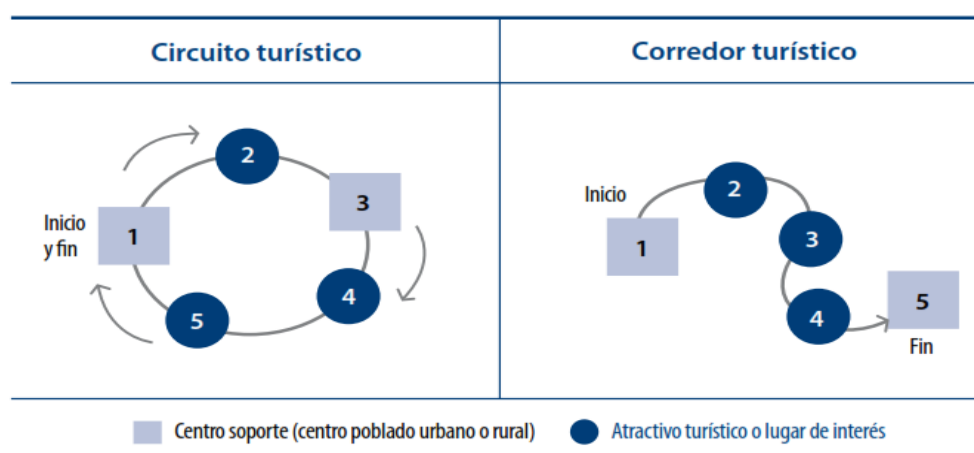 Circuito turístico
Corredor turístico
2
3
Inicio
y fin
1
4
5
Inicio
2
1
3
4
5
Fin
Centro soporte (centro poblado urbano o rural)
Atractivo turístico o lugar de interés